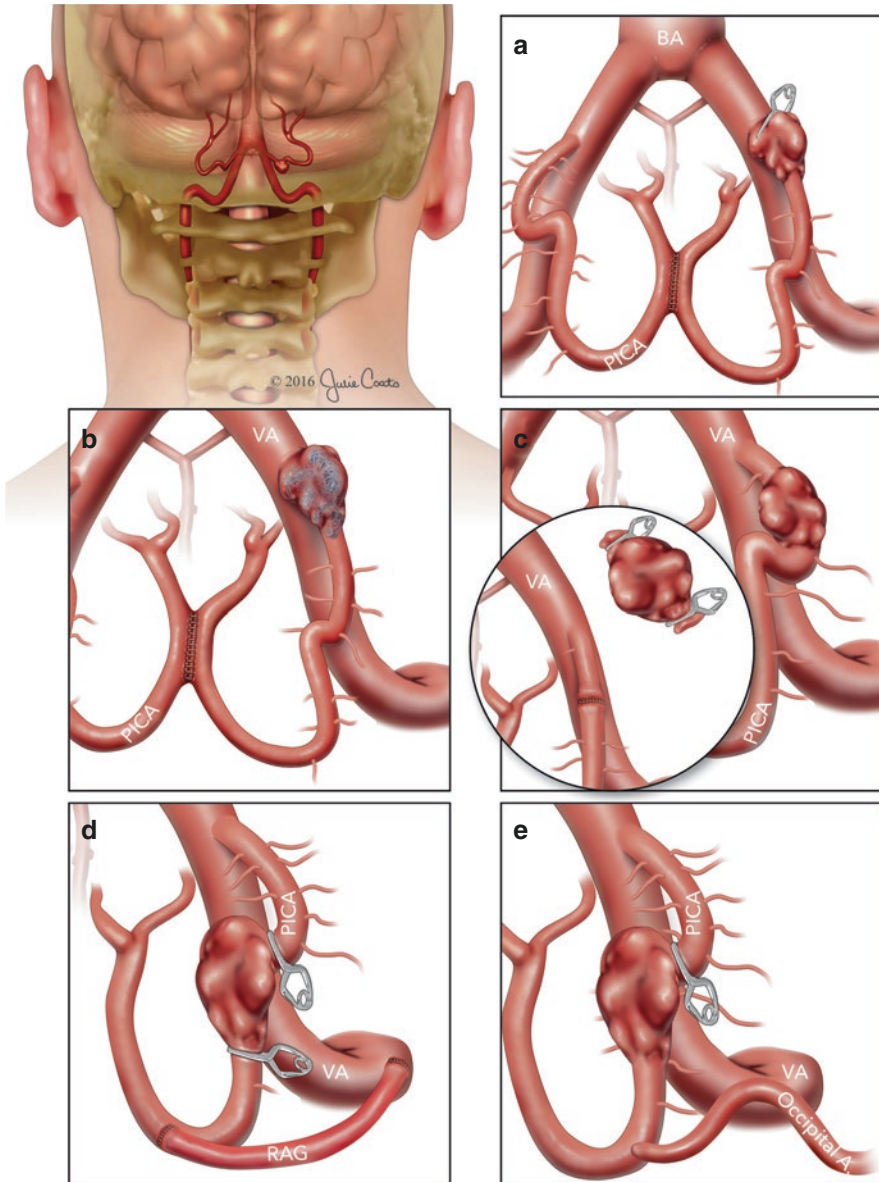 © 2016 Julie Coats
a
BA
PICA
b
VA
PICA
c
VA
VA
PICA
d
PICA
VA
RAG
e
PICA
VA
Occipital A.